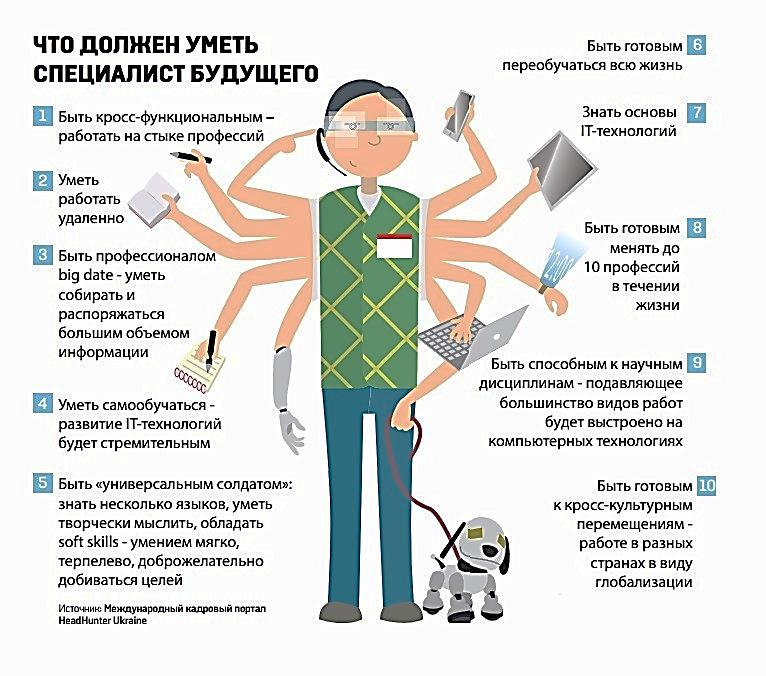 ЧТО ДОЛЖЕН УМЕТЬ
СПЕЦИАЛИСТ БУДУЩЕГО
1 Быть кросс-функциональным –
работать на стыке профессий
2 Уметь
работать
удаленно
3 Быть профессионалом
big date - уметь
собирать и
распоряжаться
большим объемом
информации
4 Уметь самообучаться -
развитие IT-технологий
будет стремительным
5 Быть «универсальным солдатом»:
знать несколько языков, уметь
творчески мыслить, обладать
soft skills - умением мягко,
терпелево, доброжелательно
добиваться целей
Источник: Международный кадровый портал
HeadHunter Ukraine
Быть готовым 6
переобучаться всю жизнь
Знать основы 7
IT-технологий
12:00
Быть готовым 8
менять до
10 профессий
в течении
жизни
Быть способным к научным 9
дисциплинам - подавляющее
большинство видов работ
будет выстроено на
компьютерных технологиях
Быть готовым 10
к кросс-культурным
перемещениям -
работе в разных
странах в виду
глобализации